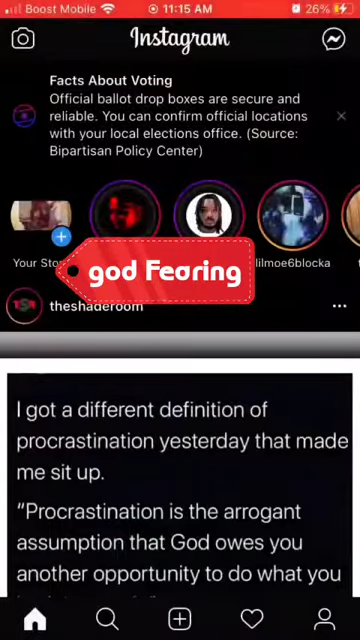 Boost Mobile 11:15 AM 26%
Instagram
Facts About Voting
Official ballot drop boxes are secure and
reliable. You can confirm official locations
with your local elections office. (Source:
Bipartisan Policy Center)
Your Sto
lilmoe6blocka
god Fearing
theshaderoom
I got a different definition of
procrastination yesterday that made
me sit up.
"Procrastination is the arrogant
assumption that God owes you
another opportunity to do what you